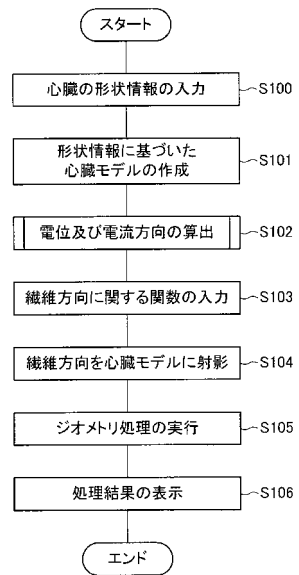 スタート
心臓の形状情報の入力
S100
形状情報に基づいた
心臓モデルの作成
S101
電位及び電流方向の算出
S102
繊維方向に関する関数の入力
S103
繊維方向を心臓モデルに射影
S104
ジオメトリ処理の実行
S105
処理結果の表示
S106
エンド